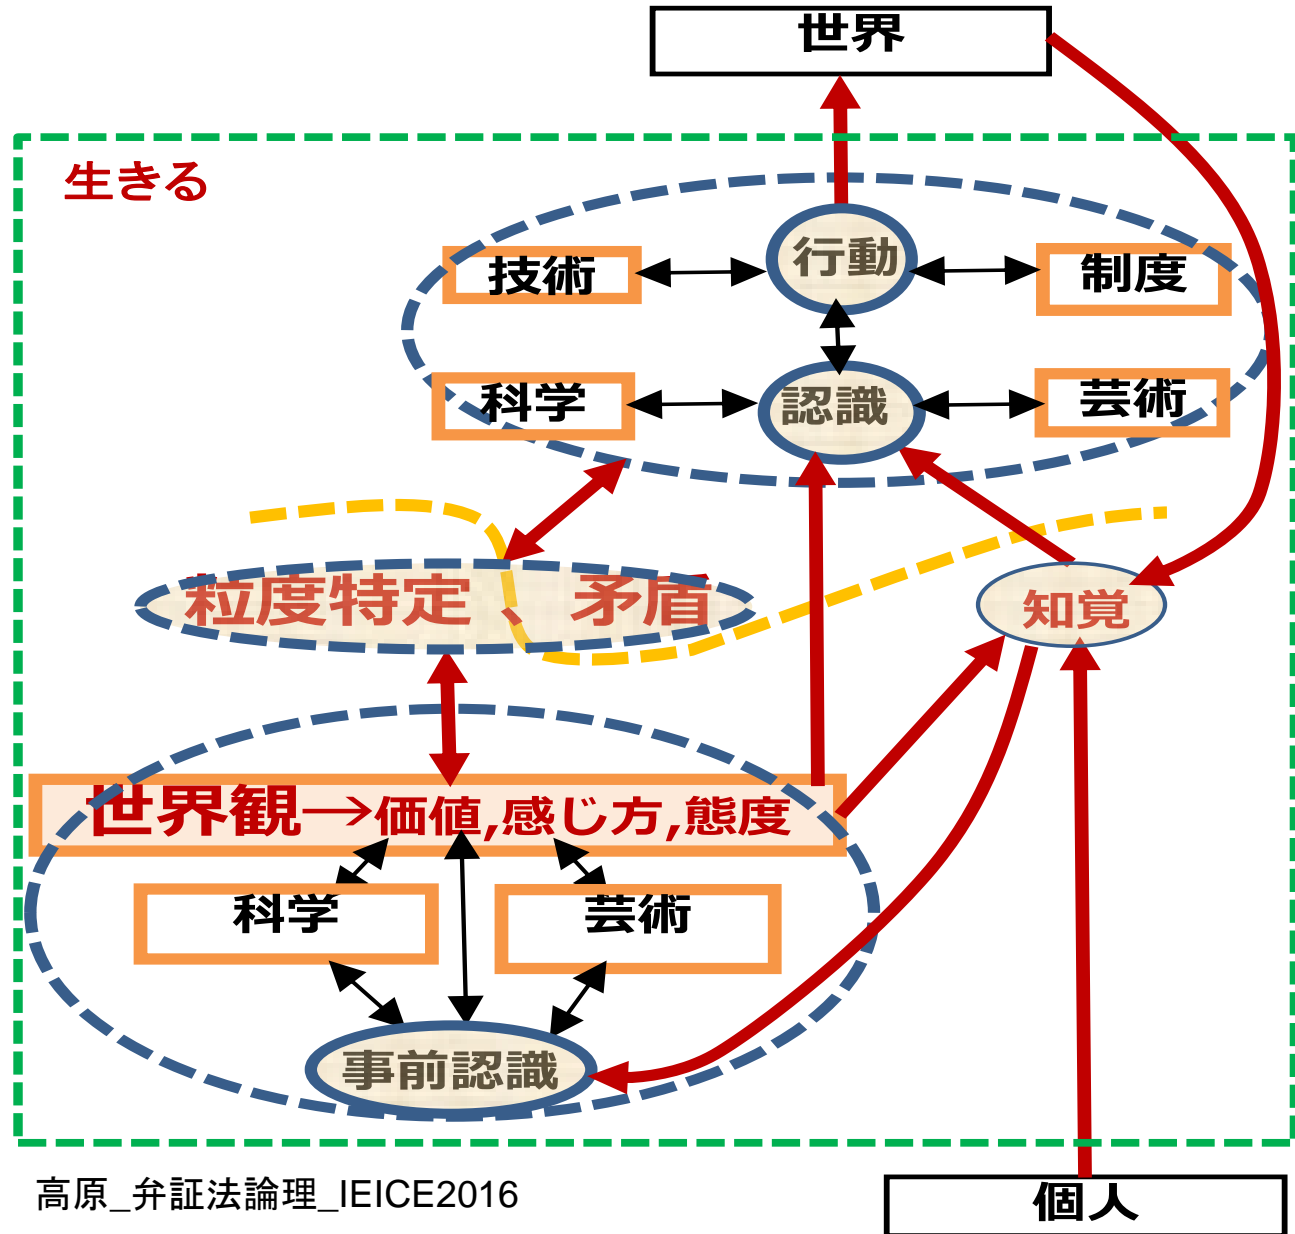 世界
生きる
行動
技術
制度
認識
科学
芸術
粒度特定 、矛盾
知覚
世界観→価値,感じ方,態度
科学
芸術
事前認識
高原_弁証法論理_IEICE2016
個人